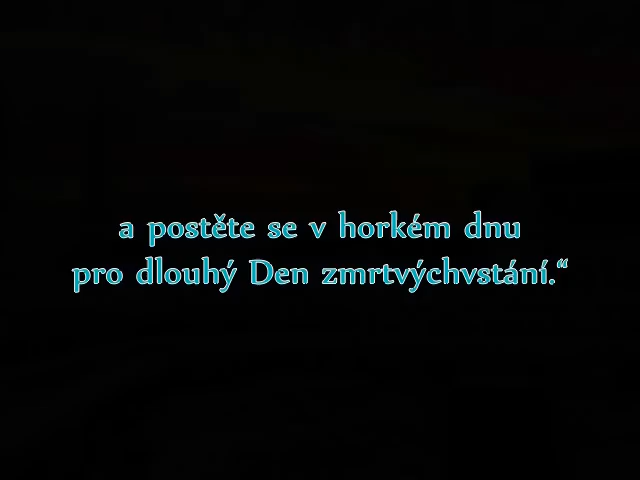 a postěte se v horkém dnu
pro dlouhý Den zmrtvýchvstání.“